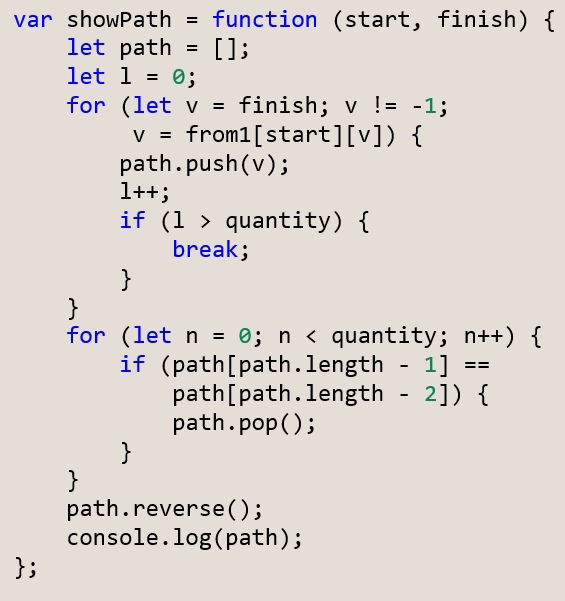 var showPath = function (start, finish) {
    let path = [];
    let l = 0;
    for (let v = finish; v != -1;
         v = from1[start][v]) {
        path.push(v);
        l++;
        if (l > quantity) {
            break;
        }
    }
    for (let n = 0; n < quantity; n++) {
        if (path[path.length - 1] ==
            path[path.length - 2]) {
            path.pop();
        }
    }
    path.reverse();
    console.log(path);
};